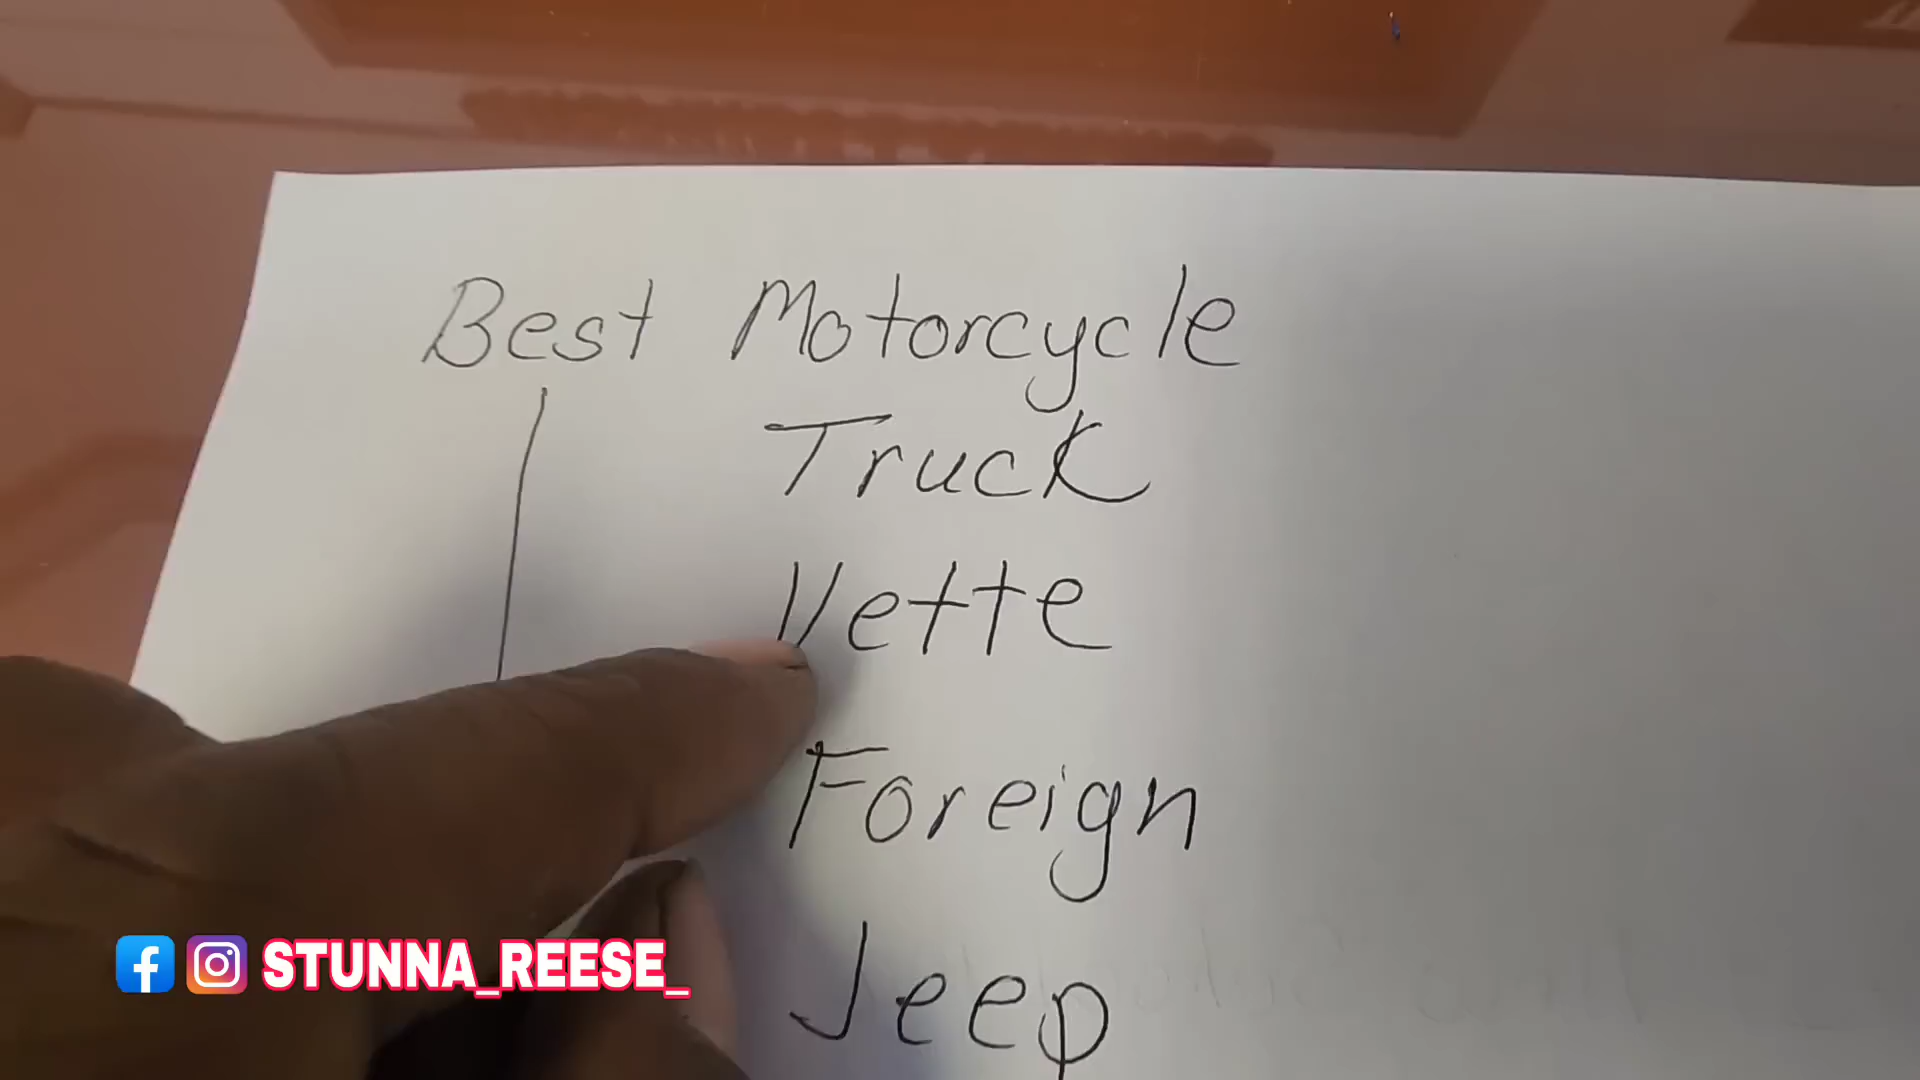 Best Motorcycle
Truck
Vette
Foreign
Jeep
STUNNA_REESE_